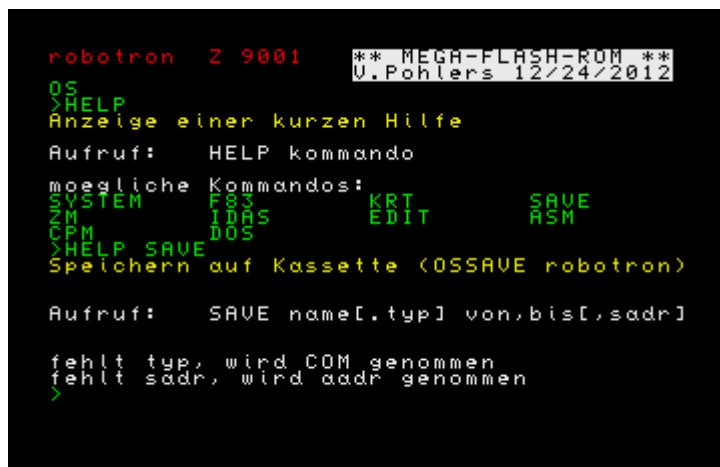 robotron Z 9001 ** MEGA-FLASH-ROM **
V.Pohlers 12/24/2012
OS
>HELP
Anzeige einer kurzen Hilfe
Aufruf: HELP kommando
moegliche Kommandos:
SYSTEM F83 KRT SAVE
ZM IDAS EDIT ASM
CPM DOS
>HELP SAVE
Speichern auf Kassette (OSSAVE robotron)
Aufruf: SAVE name[.typ] von,bis[,sadr]
fehlt typ, wird COM genommen
fehlt sadr, wird aadr genommen
>